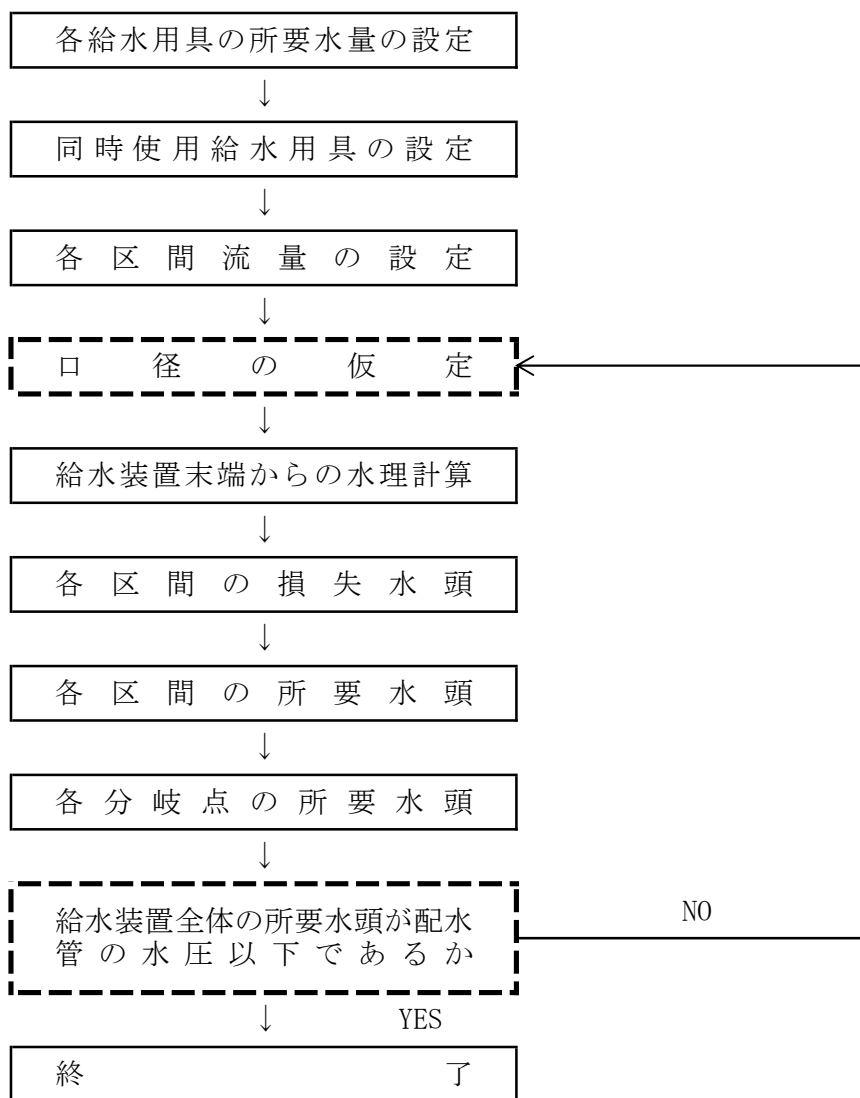 各給水用具の所要水量の設定
↓
同時使用給水用具の設定
↓
各区間流量の設定
↓
口径の仮定
↓
給水装置末端からの水理計算
↓
各区間の損失水頭
↓
各区間の所要水頭
↓
各分岐点の所要水頭
↓
給水装置全体の所要水頭が配水
管の水圧以下であるか
NO
↓ YES
終了